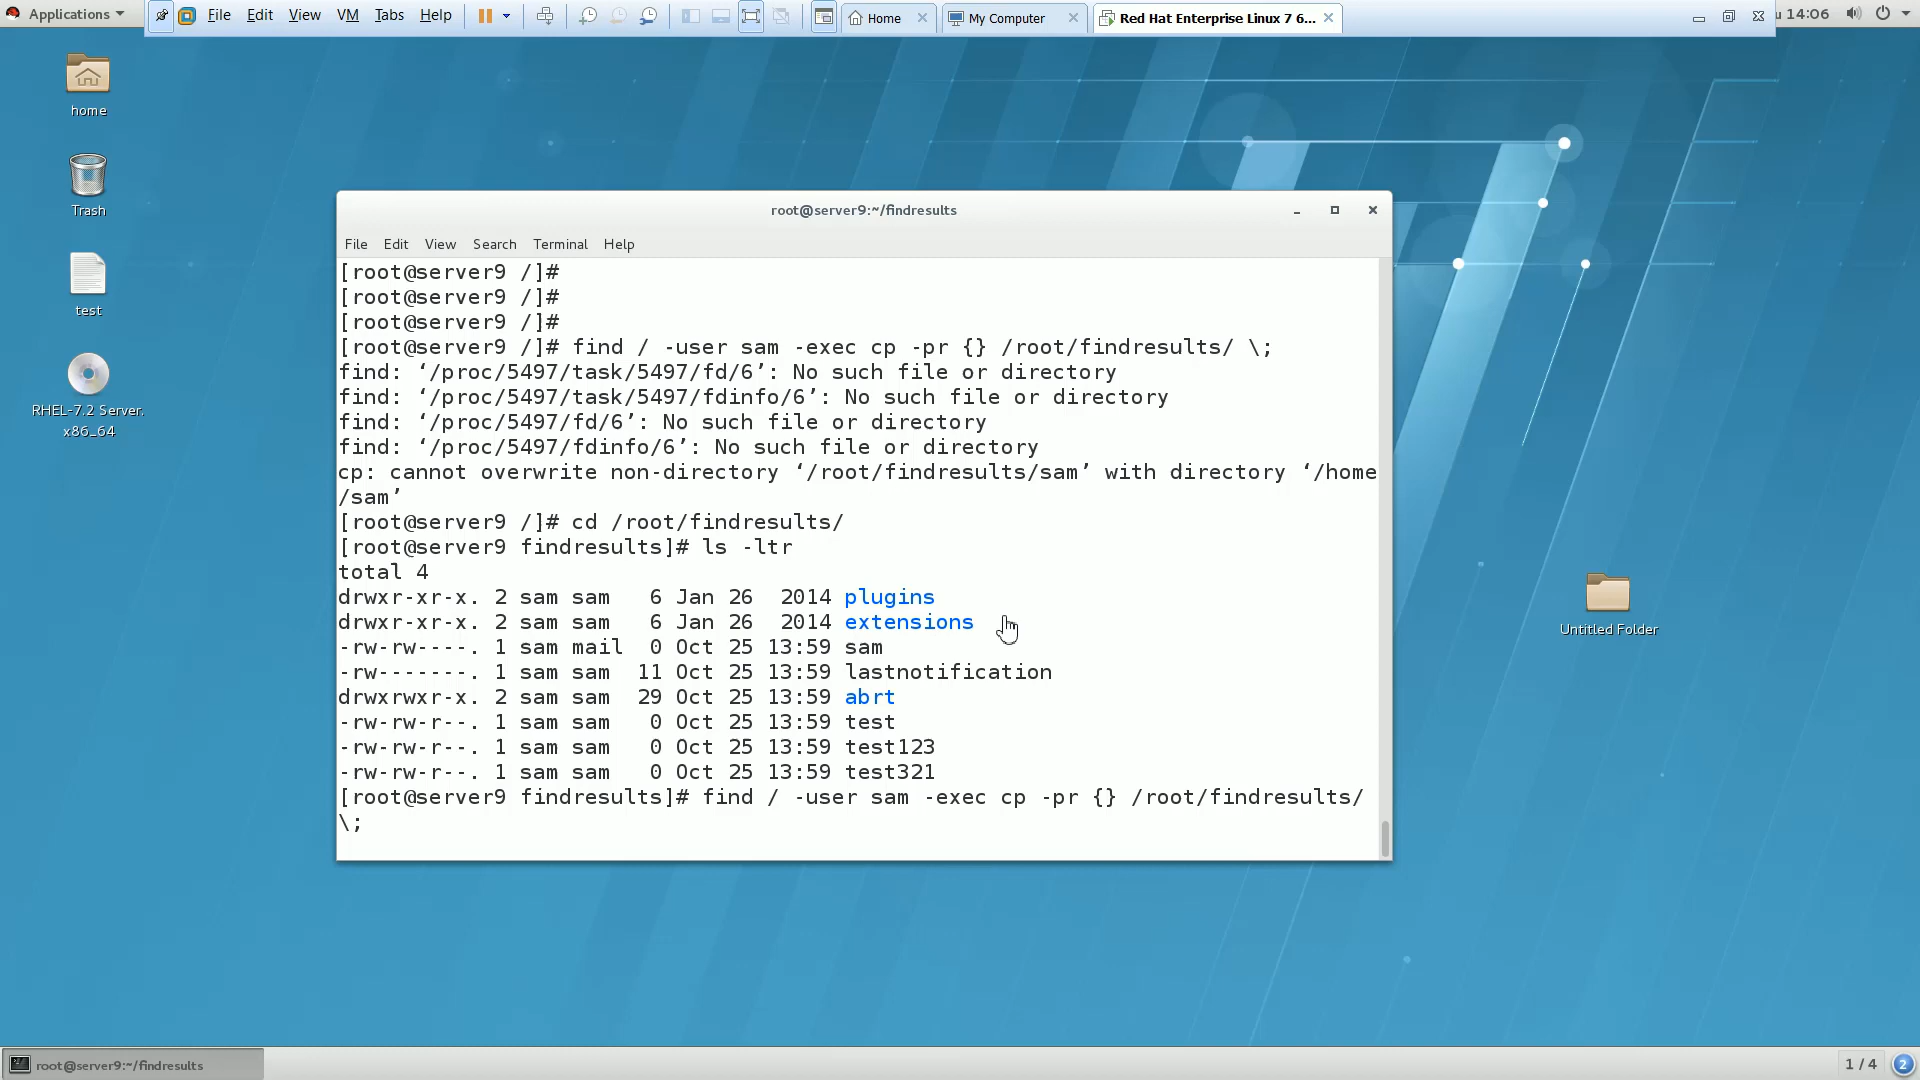 Applications
File Edit View VM Tabs Help
Home
My Computer
Red Hat Enterprise Linux 7 6...
u 14:06
home
Trash
test
RHEL-7.2 Server.
x86_64
Untitled Folder
root@server9:~/findresults
File Edit View Search Terminal Help
[root@server9 /]#
[root@server9 /]#
[root@server9 /]#
[root@server9 /]# find / -user sam -exec cp -pr {} /root/findresults/ \;
find: ‘/proc/5497/task/5497/fd/6’: No such file or directory
find: ‘/proc/5497/task/5497/fdinfo/6’: No such file or directory
find: ‘/proc/5497/fd/6’: No such file or directory
find: ‘/proc/5497/fdinfo/6’: No such file or directory
cp: cannot overwrite non-directory ‘/root/findresults/sam’ with directory ‘/home
/sam’
[root@server9 /]# cd /root/findresults/
[root@server9 findresults]# ls -ltr
total 4
drwxr-xr-x. 2 sam sam   6 Jan 26  2014 plugins
drwxr-xr-x. 2 sam sam   6 Jan 26  2014 extensions
-rw-rw----. 1 sam mail  0 Oct 25 13:59 sam
-rw-------. 1 sam sam  11 Oct 25 13:59 lastnotification
drwxrwxr-x. 2 sam sam  29 Oct 25 13:59 abrt
-rw-rw-r--. 1 sam sam   0 Oct 25 13:59 test
-rw-rw-r--. 1 sam sam   0 Oct 25 13:59 test123
-rw-rw-r--. 1 sam sam   0 Oct 25 13:59 test321
[root@server9 findresults]# find / -user sam -exec cp -pr {} /root/findresults/
\;
root@server9:~/findresults
1 / 4
2